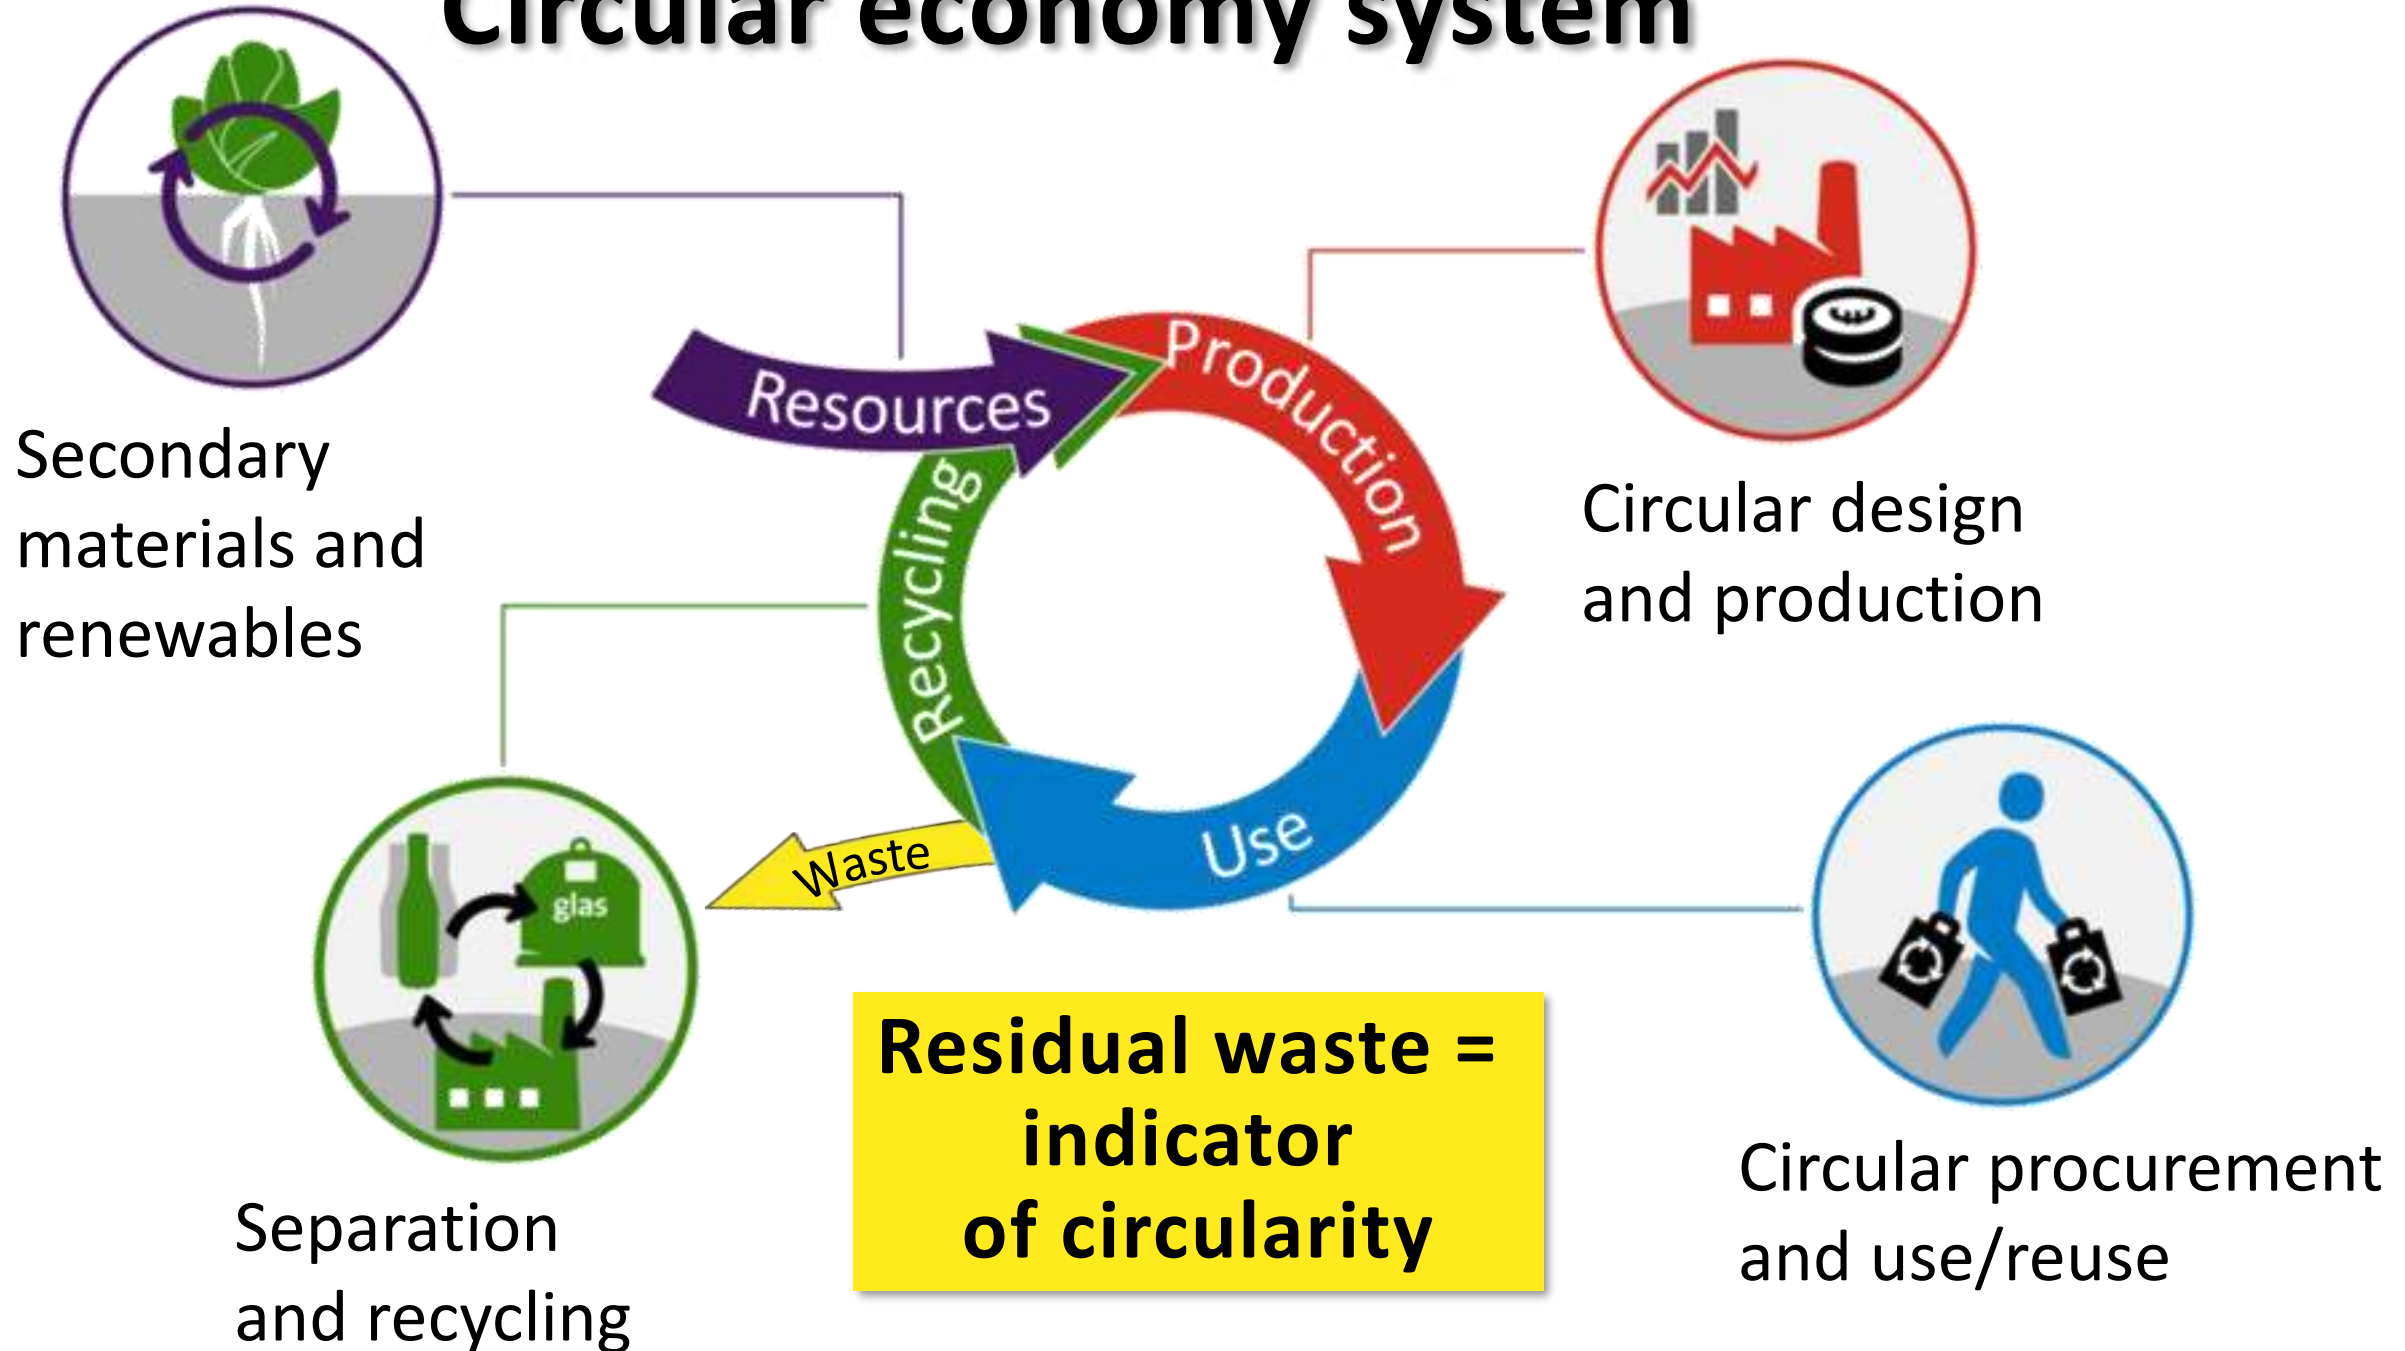 Circular economy system
Secondary
materials and
renewables
Resources
Production
Circular design
and production
Recycling
Use
Waste
glas
Separation
and recycling
Residual waste =
indicator
of circularity
Circular procurement
and use/reuse